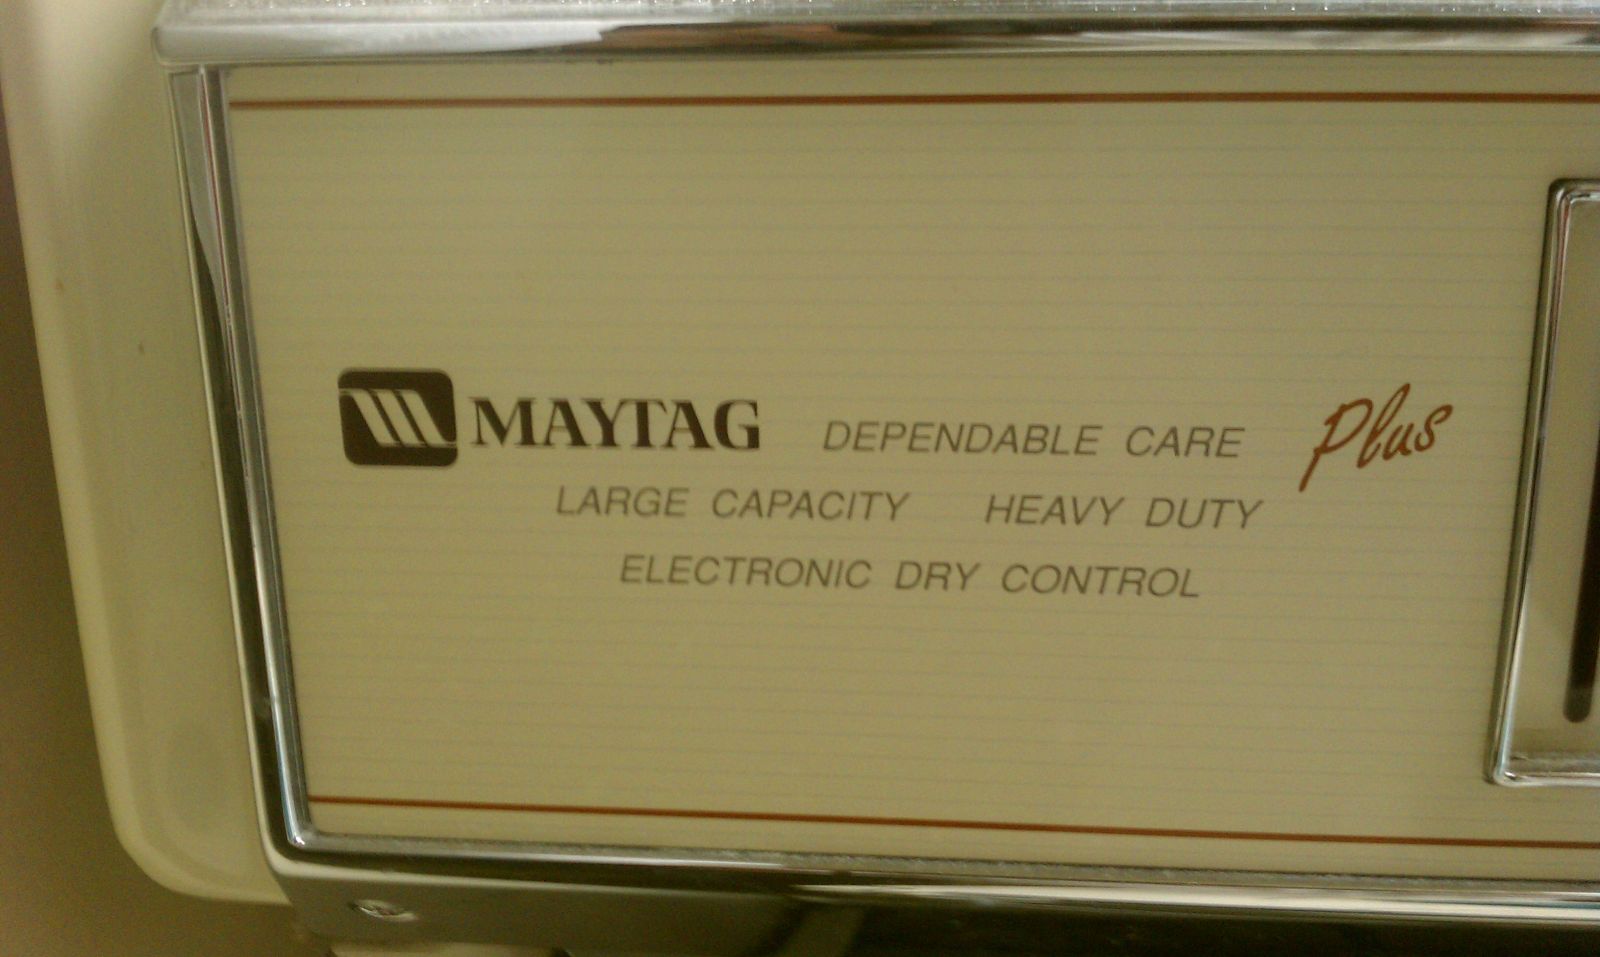 MAYTAG DEPENDABLE CARE Plus
LARGE CAPACITY HEAVY DUTY
ELECTRONIC DRY CONTROL